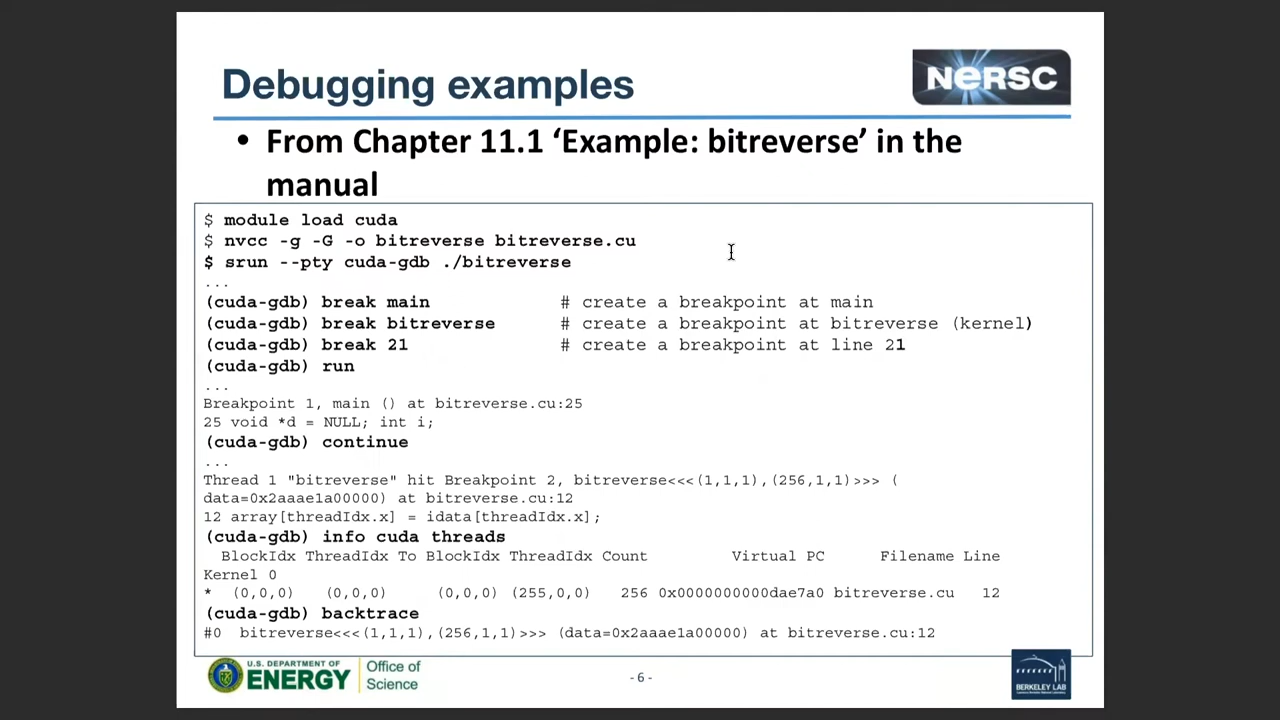 Debugging examples
NERSC
• From Chapter 11.1 ‘Example: bitreverse’ in the
manual
$ module load cuda
$ nvcc -g -G -o bitreverse bitreverse.cu
$ srun --pty cuda-gdb ./bitreverse
...
(cuda-gdb) break main # create a breakpoint at main
(cuda-gdb) break bitreverse # create a breakpoint at bitreverse (kernel)
(cuda-gdb) break 21 # create a breakpoint at line 21
(cuda-gdb) run
...
Breakpoint 1, main () at bitreverse.cu:25
25 void *d = NULL; int i;
(cuda-gdb) continue
...
Thread 1 "bitreverse" hit Breakpoint 2, bitreverse<<<(1,1,1),(256,1,1)>>> (
data=0x2aaae1a00000) at bitreverse.cu:12
12 array[threadIdx.x] = idata[threadIdx.x];
(cuda-gdb) info cuda threads
BlockIdx ThreadIdx To BlockIdx ThreadIdx Count Virtual PC Filename Line
Kernel 0
* (0,0,0) (0,0,0) (0,0,0) (255,0,0) 256 0x0000000000dae7a0 bitreverse.cu 12
(cuda-gdb) backtrace
#0 bitreverse<<<(1,1,1),(256,1,1)>>> (data=0x2aaae1a00000) at bitreverse.cu:12
U.S. DEPARTMENT OF
ENERGY
Office of
Science
- 6 -
BERKELEY LAB